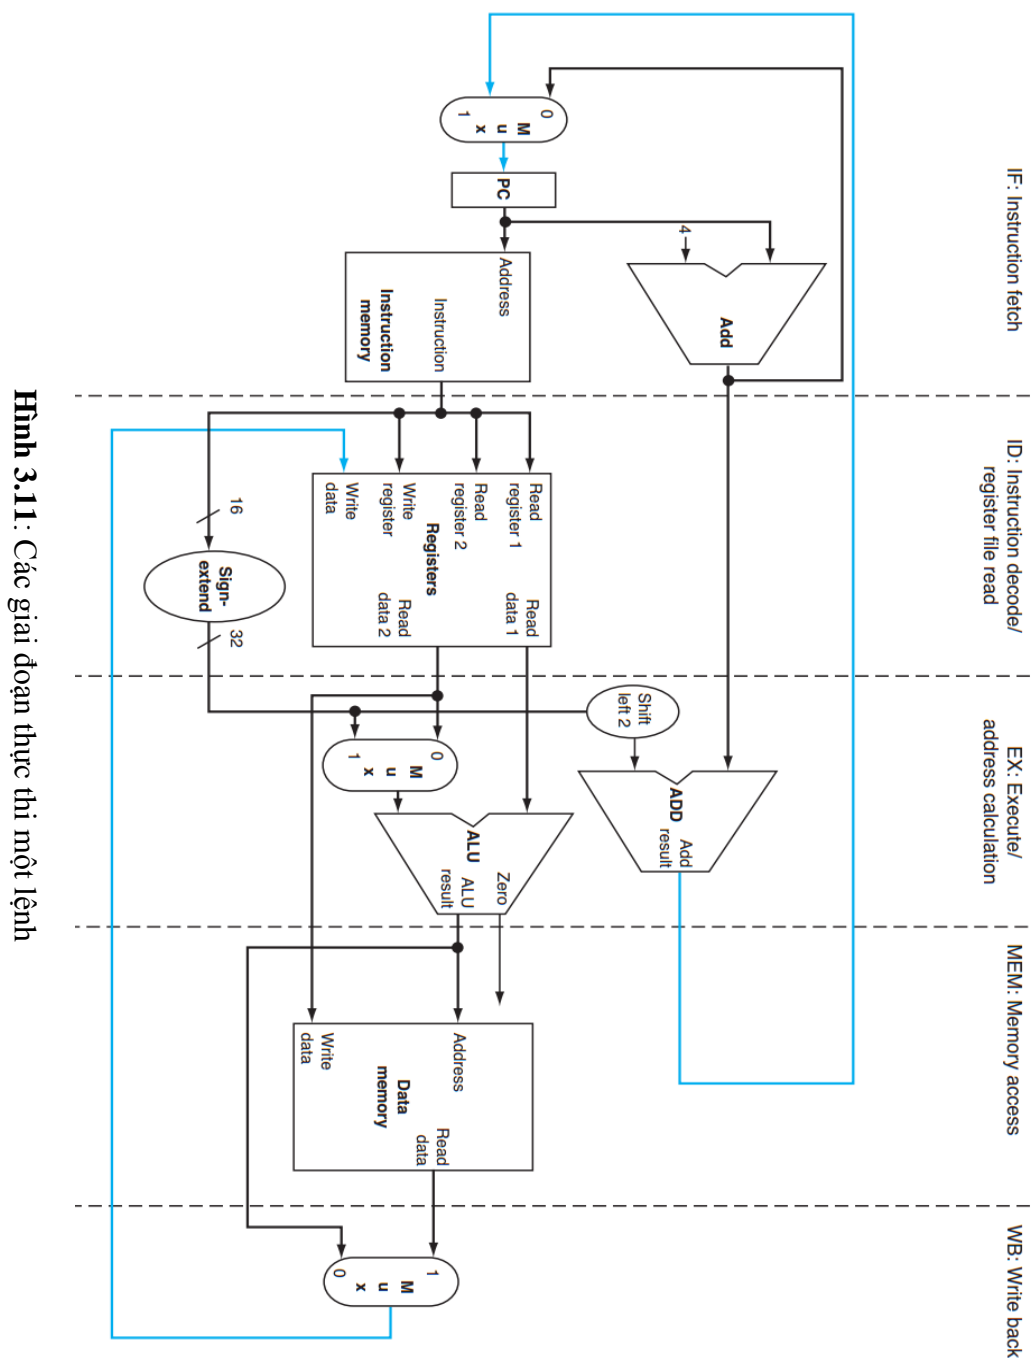 IF: Instruction fetch
ID: Instruction decode/
register file read
EX: Execute/
address calculation
MEM: Memory access
WB: Write back
Add
4
0
M
u
x
1
PC
Address
Instruction
Instruction
memory
Read
register 1
Read
register 2
Registers
Write
register
Write
data
Read
data 1
Read
data 2
16
Sign-
extend
32
Shift
left 2
ADD
Add
result
0
M
u
x
1
Zero
ALU
ALU
result
Address
Data
memory
Write
data
Read
data
1
M
u
x
0
Hình 3.11: Các giai đoạn thực thi một lệnh